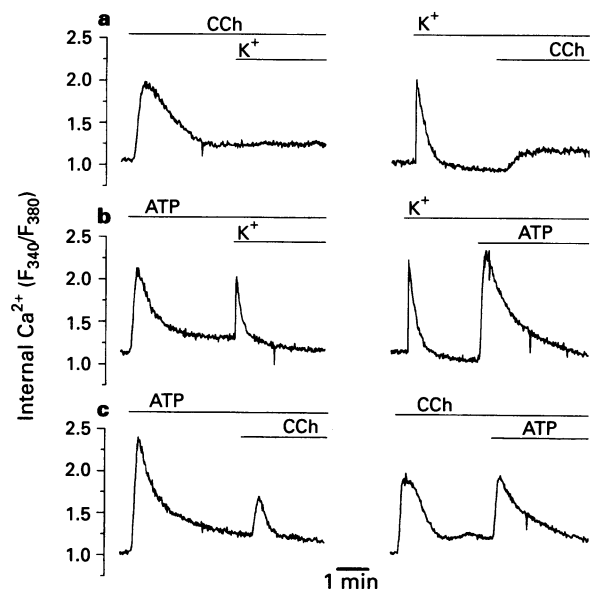 a
CCh
K⁺
K⁺
CCh
2.5
2.0
1.5
1.0
b
ATP
K⁺
K⁺
ATP
2.5
2.0
1.5
1.0
c
ATP
CCh
CCh
ATP
2.5
2.0
1.5
1.0
Internal Ca²⁺ (F₃₄₀/F₃₈₀)
1 min